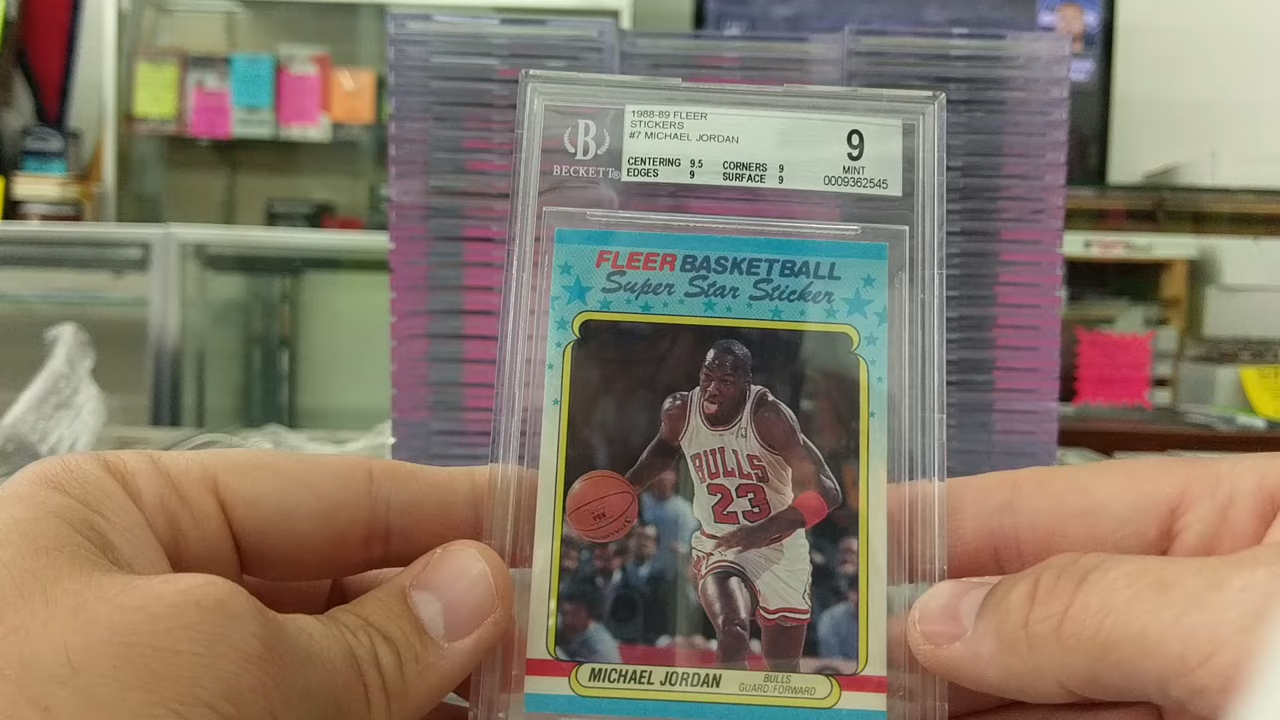 1988-89 FLEER
STICKERS
#7 MICHAEL JORDAN
CENTERING 9.5 CORNERS 9
EDGES 9 SURFACE 9
9
MINT
0009362545
B
BECKETT®
FLEER BASKETBALL
Super Star Sticker
BULLS
23
MICHAEL JORDAN
BULLS
GUARD/FORWARD